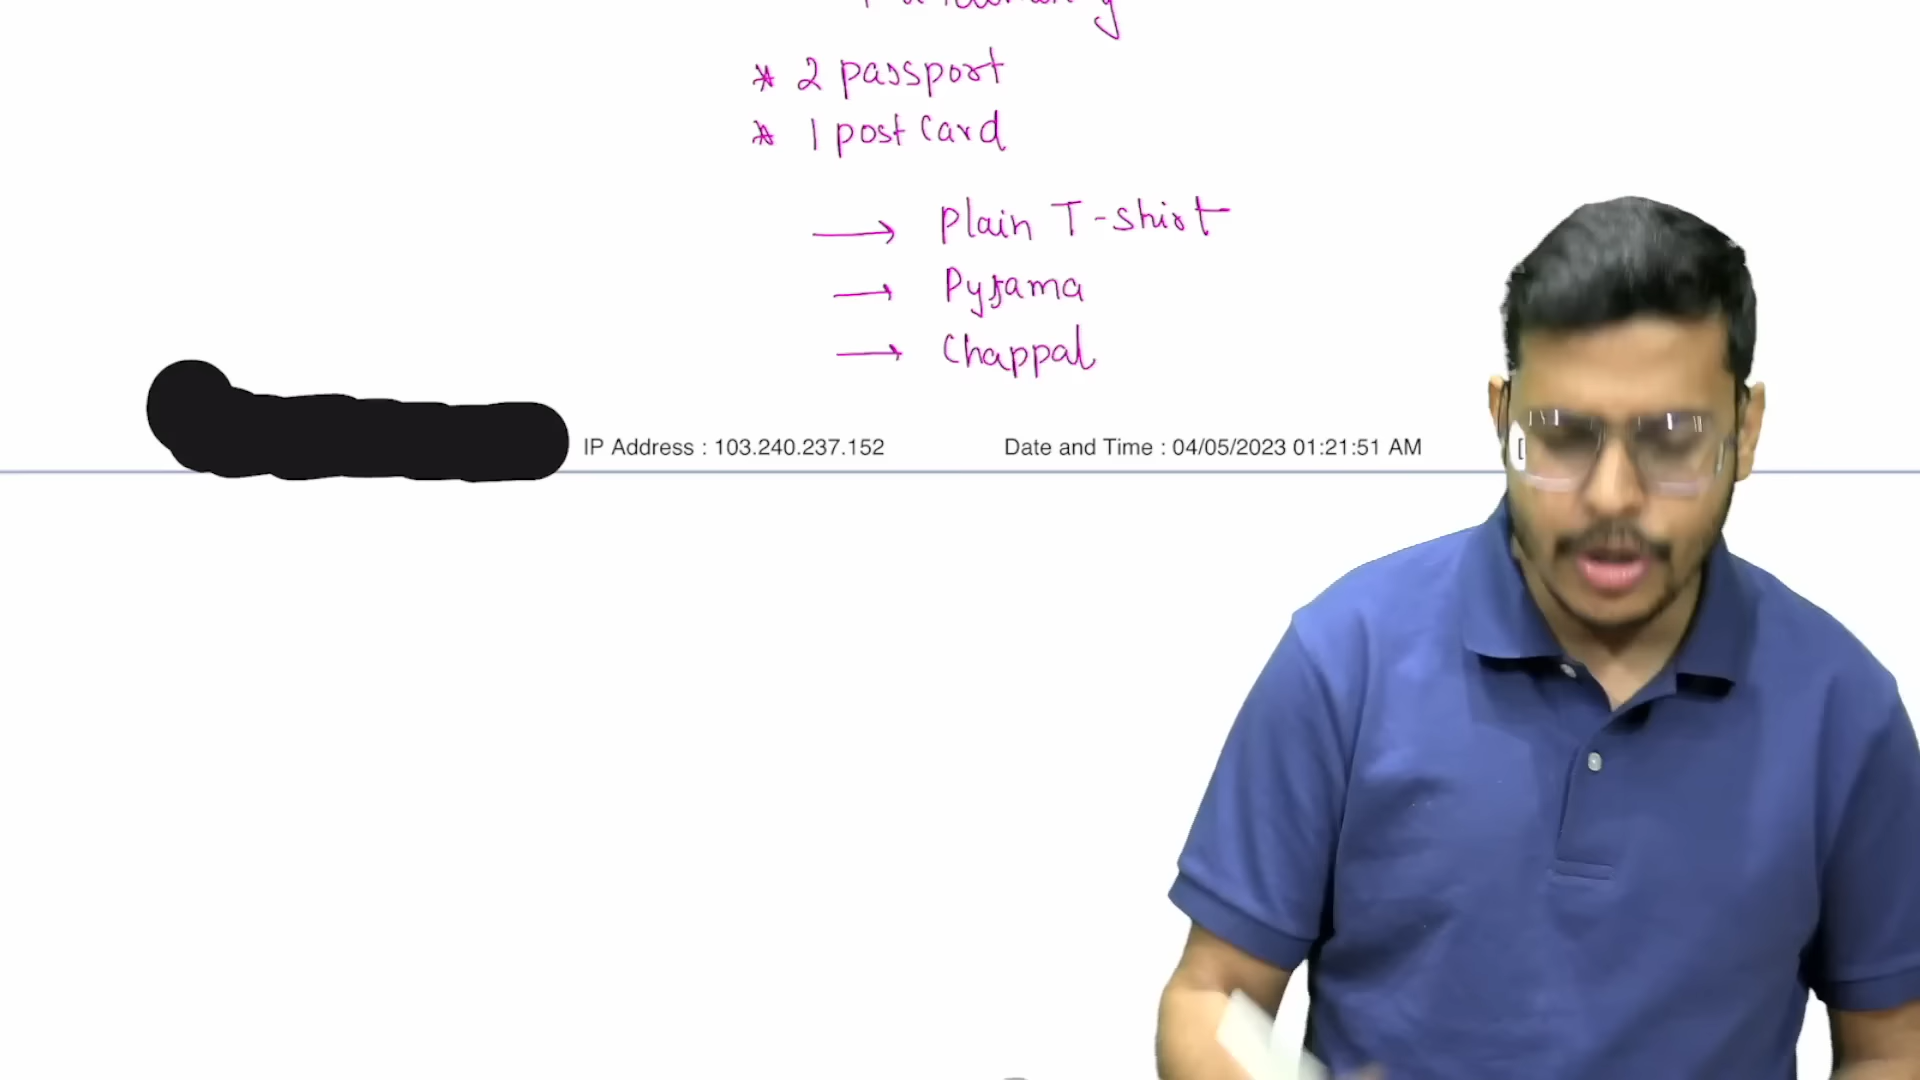 * 2 passport
* 1 post Card
→ Plain T-shirt
→ Pyjama
→ Chappal
IP Address : 103.240.237.152 Date and Time : 04/05/2023 01:21:51 AM [